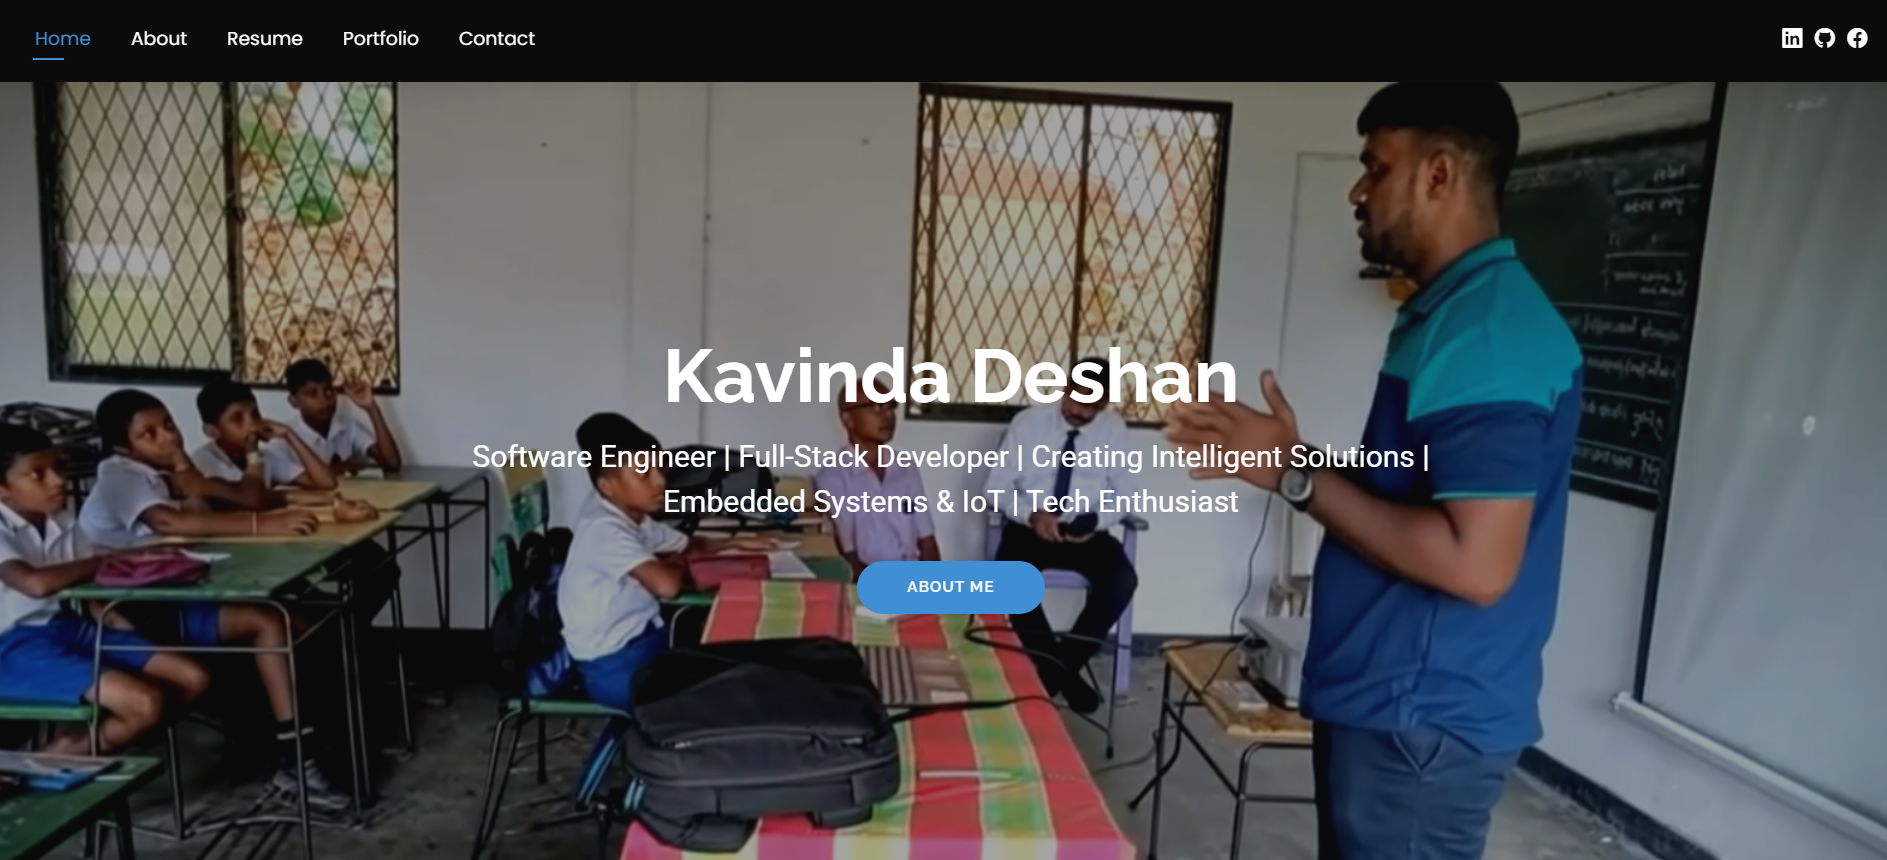 Home About Resume Portfolio Contact
Kavinda Deshan
Software Engineer | Full-Stack Developer | Creating Intelligent Solutions |
Embedded Systems & IoT | Tech Enthusiast
ABOUT ME